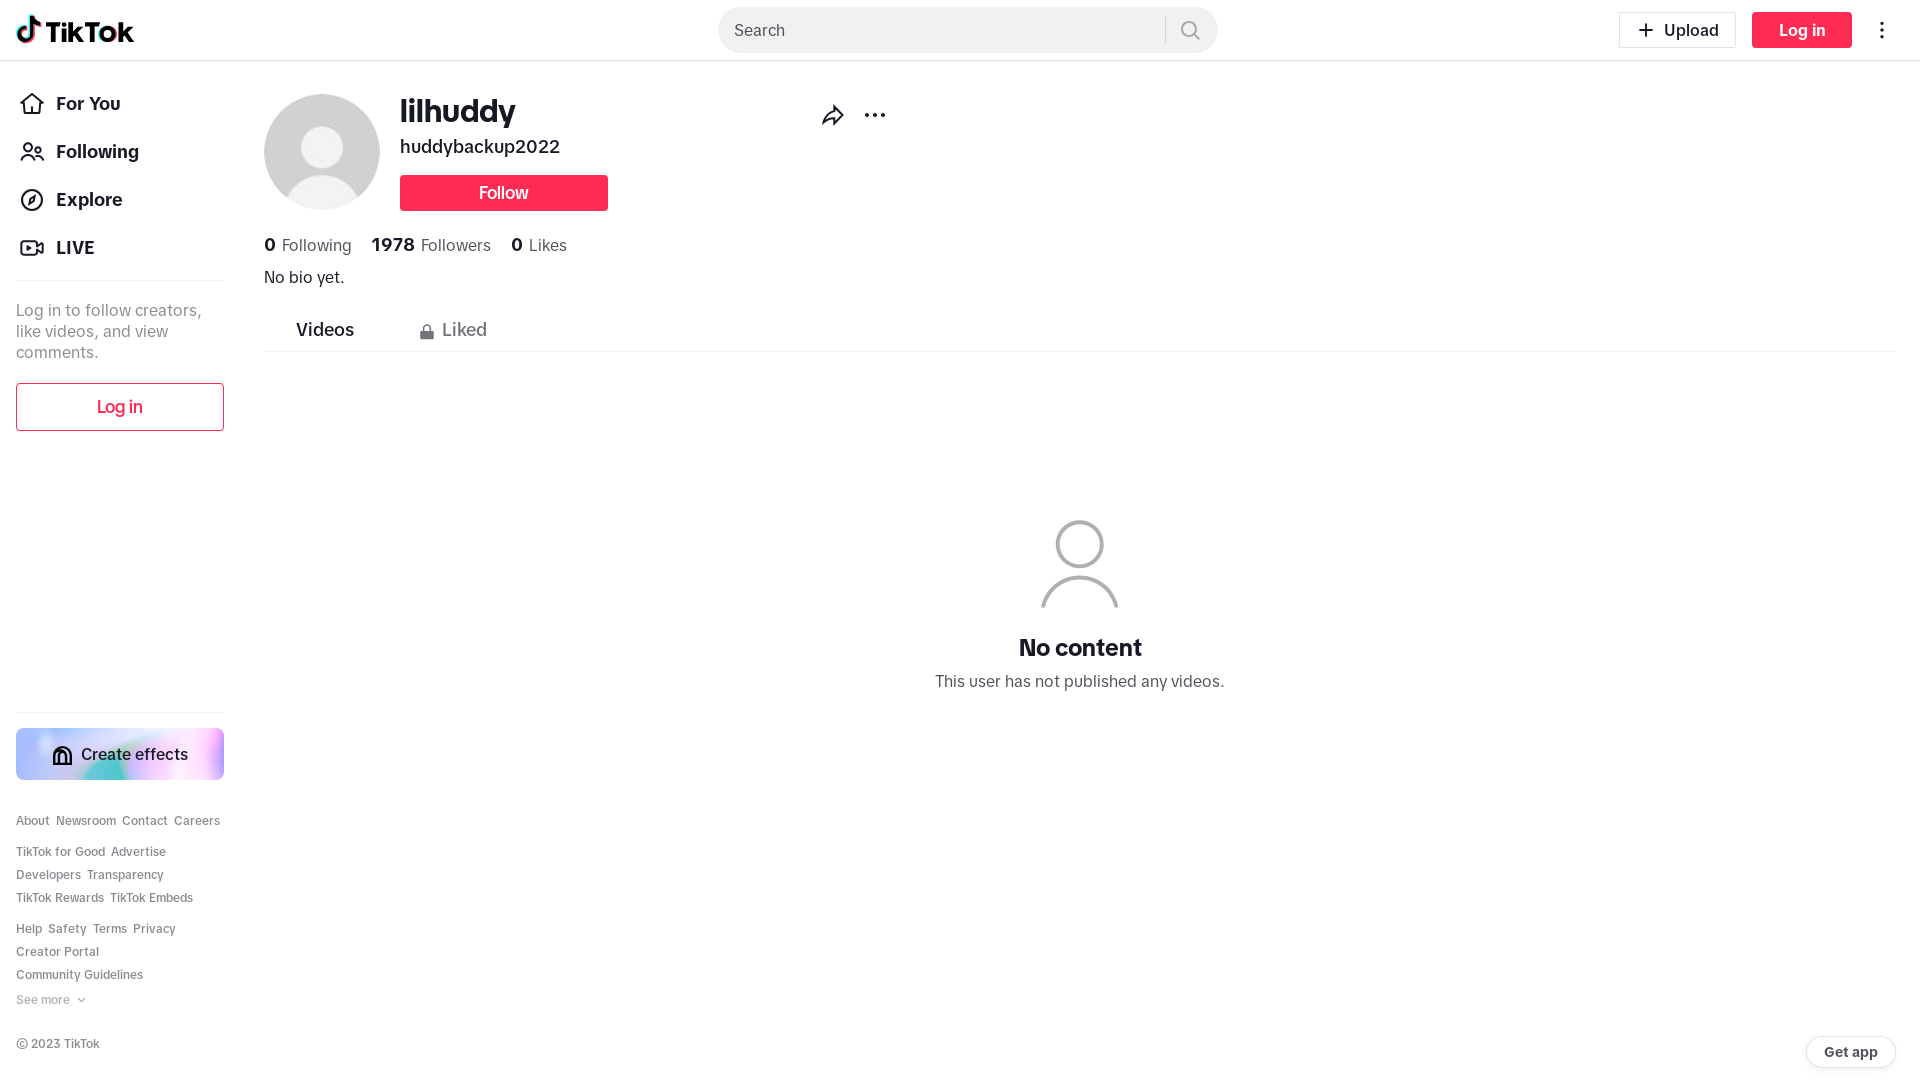 TikTok
Search
Upload
Log in
For You
Following
Explore
LIVE
Log in to follow creators,
like videos, and view
comments.
Log in
lilhuddy
huddybackup2022
Follow
0 Following 1978 Followers 0 Likes
No bio yet.
Videos Liked
No content
This user has not published any videos.
Create effects
About Newsroom Contact Careers
TikTok for Good Advertise
Developers Transparency
TikTok Rewards TikTok Embeds
Help Safety Terms Privacy
Creator Portal
Community Guidelines
See more
© 2023 TikTok
Get app